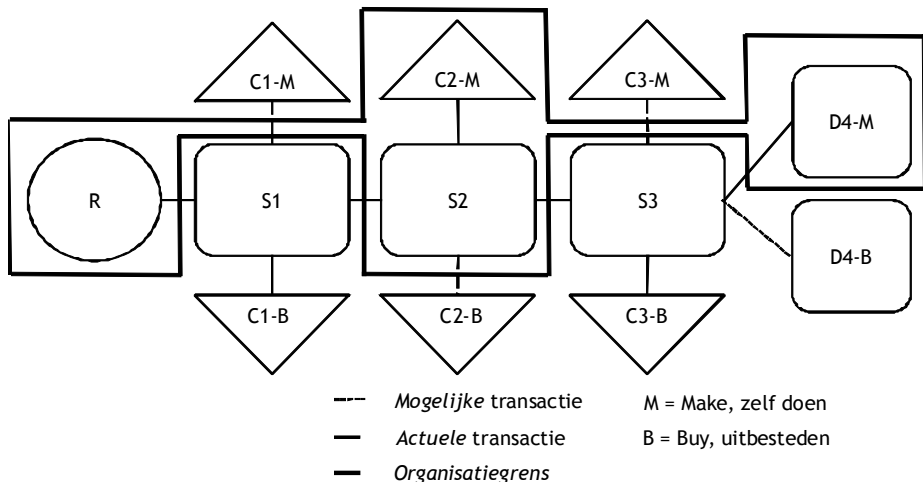 C1-M
C2-M
C3-M
D4-M
R
S1
S2
S3
D4-B
C1-B
C2-B
C3-B
Mogelijke transactie
M = Make, zelf doen
Actuele transactie
B = Buy, uitbesteden
Organisatiegrens